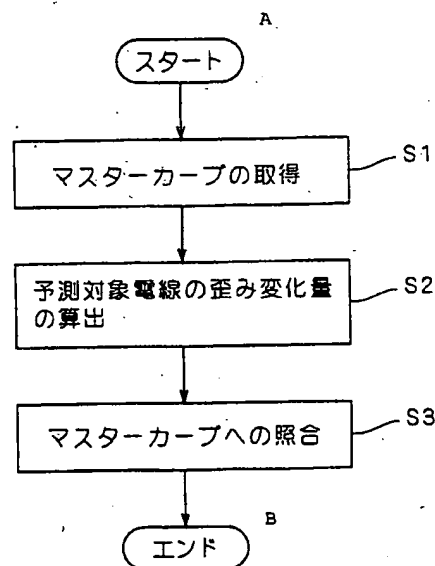 A
スタート
マスターカーブの取得
S1
予測対象電線の歪み変化量
の算出
S2
マスターカーブへの照合
S3
B
エンド